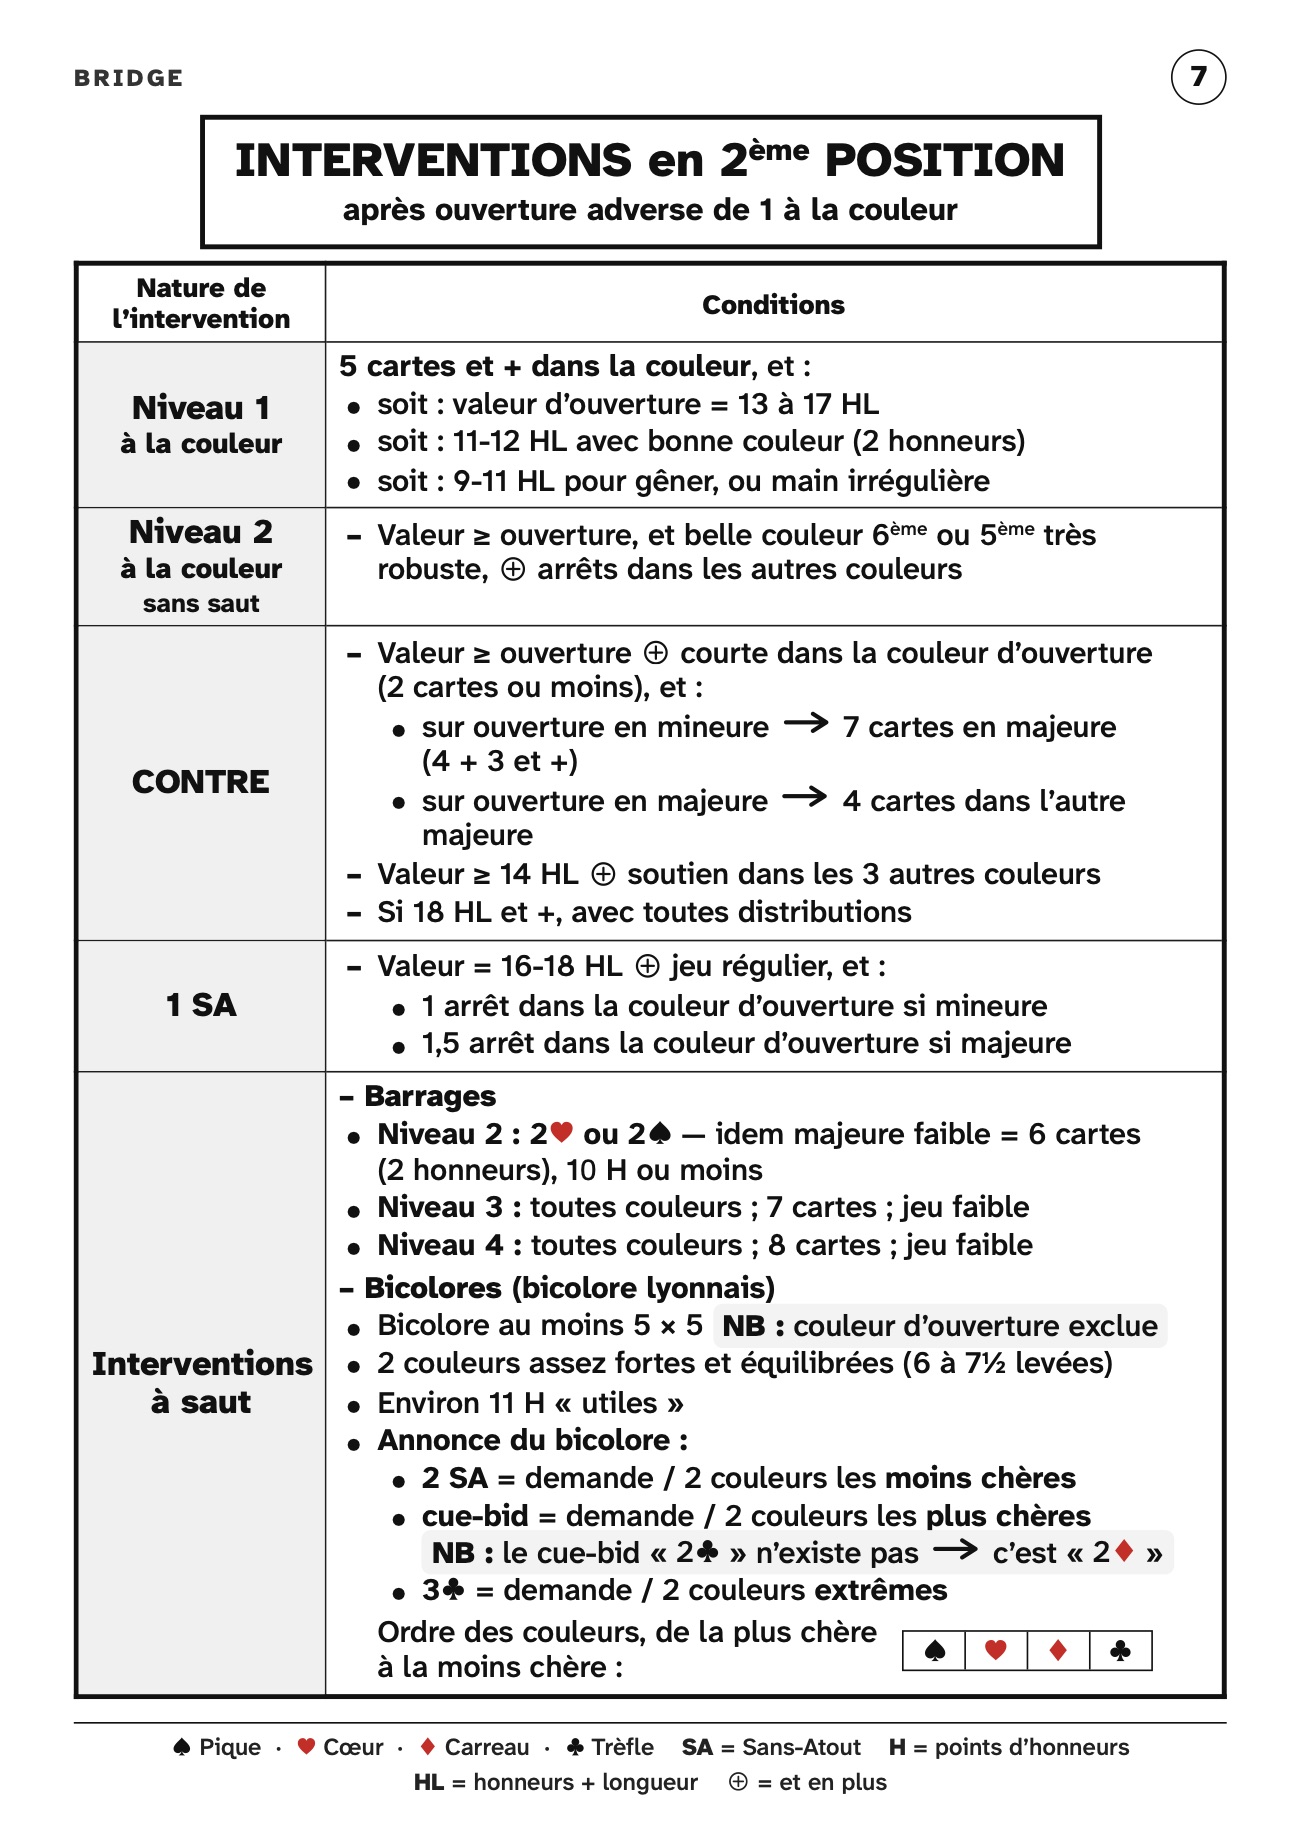 BRIDGE
7
INTERVENTIONS en 2ème POSITION
après ouverture adverse de 1 à la couleur
Nature de
l’intervention
Conditions
Niveau 1
à la couleur
5 cartes et + dans la couleur, et :
• soit : valeur d’ouverture = 13 à 17 HL
• soit : 11-12 HL avec bonne couleur (2 honneurs)
• soit : 9-11 HL pour gêner, ou main irrégulière
Niveau 2
à la couleur
sans saut
– Valeur ≥ ouverture, et belle couleur 6ème ou 5ème très
robuste, ⊕ arrêts dans les autres couleurs
CONTRE
– Valeur ≥ ouverture ⊕ courte dans la couleur d’ouverture
(2 cartes ou moins), et :
• sur ouverture en mineure → 7 cartes en majeure
(4 + 3 et +)
• sur ouverture en majeure → 4 cartes dans l’autre
majeure
– Valeur ≥ 14 HL ⊕ soutien dans les 3 autres couleurs
– Si 18 HL et +, avec toutes distributions
1 SA
– Valeur = 16-18 HL ⊕ jeu régulier, et :
• 1 arrêt dans la couleur d’ouverture si mineure
• 1,5 arrêt dans la couleur d’ouverture si majeure
Interventions
à saut
– Barrages
• Niveau 2 : 2♥ ou 2♠ — idem majeure faible = 6 cartes
(2 honneurs), 10 H ou moins
• Niveau 3 : toutes couleurs ; 7 cartes ; jeu faible
• Niveau 4 : toutes couleurs ; 8 cartes ; jeu faible
– Bicolores (bicolore lyonnais)
• Bicolore au moins 5 × 5 NB : couleur d’ouverture exclue
• 2 couleurs assez fortes et équilibrées (6 à 7½ levées)
• Environ 11 H « utiles »
• Annonce du bicolore :
• 2 SA = demande / 2 couleurs les moins chères
• cue-bid = demande / 2 couleurs les plus chères
NB : le cue-bid « 2♣ » n’existe pas → c’est « 2♦ »
• 3♣ = demande / 2 couleurs extrêmes
Ordre des couleurs, de la plus chère
à la moins chère :
♠ ♥ ♦ ♣
♠ Pique · ♥ Cœur · ♦ Carreau · ♣ Trèfle SA = Sans-Atout H = points d’honneurs
HL = honneurs + longueur ⊕ = et en plus